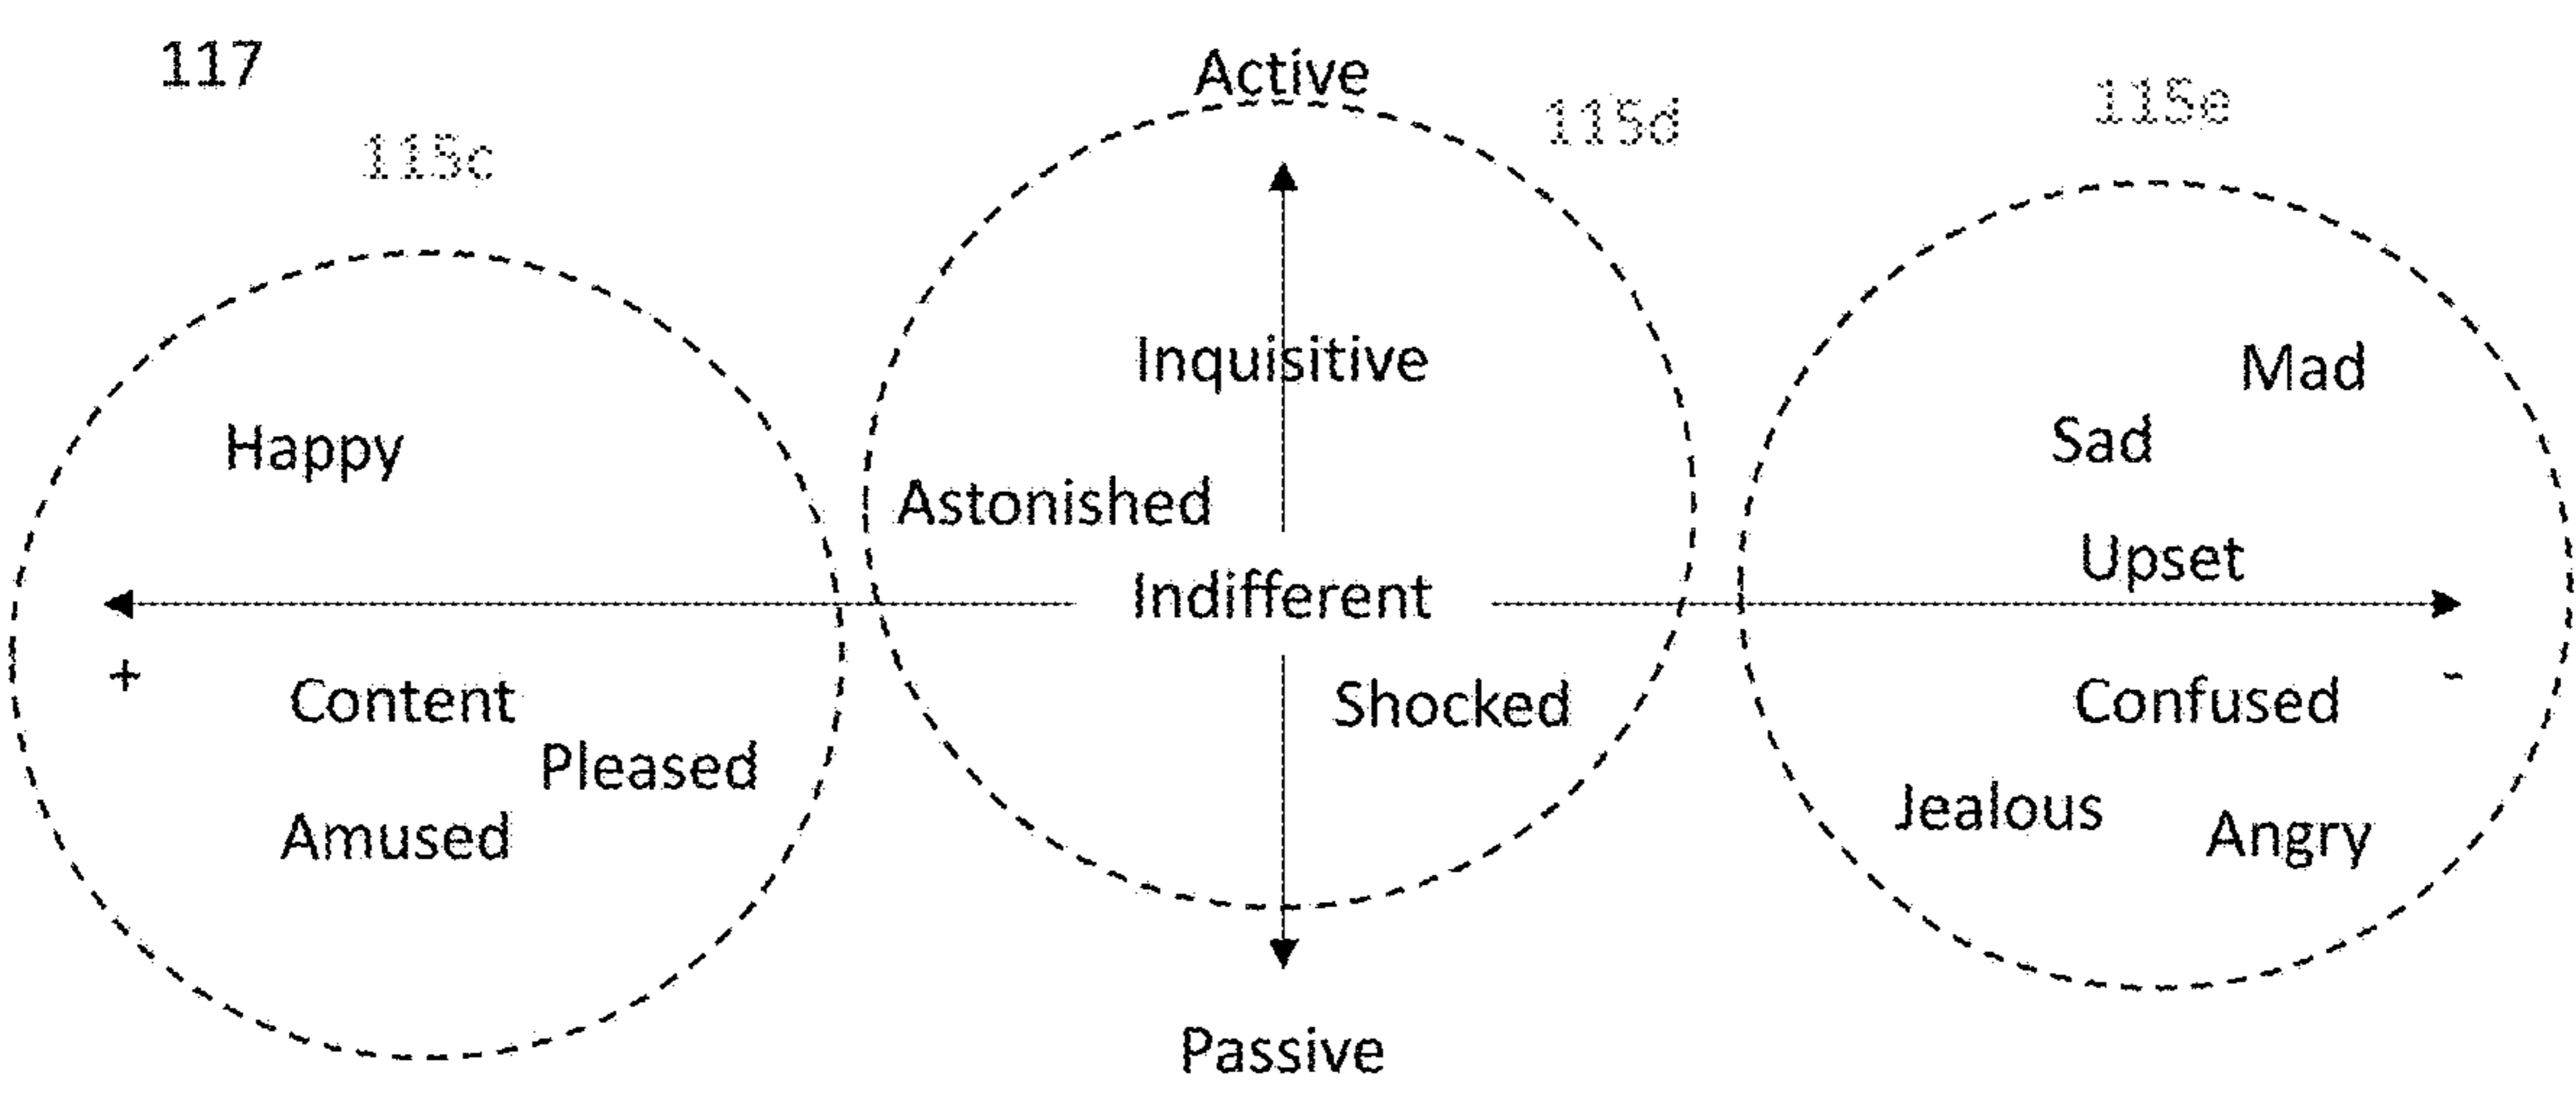 117
Active
115c
115d
115e
Inquisitive
Mad
Happy
Sad
Astonished
Upset
Indifferent
+
-
Content
Shocked
Confused
Pleased
Jealous
Amused
Angry
Passive